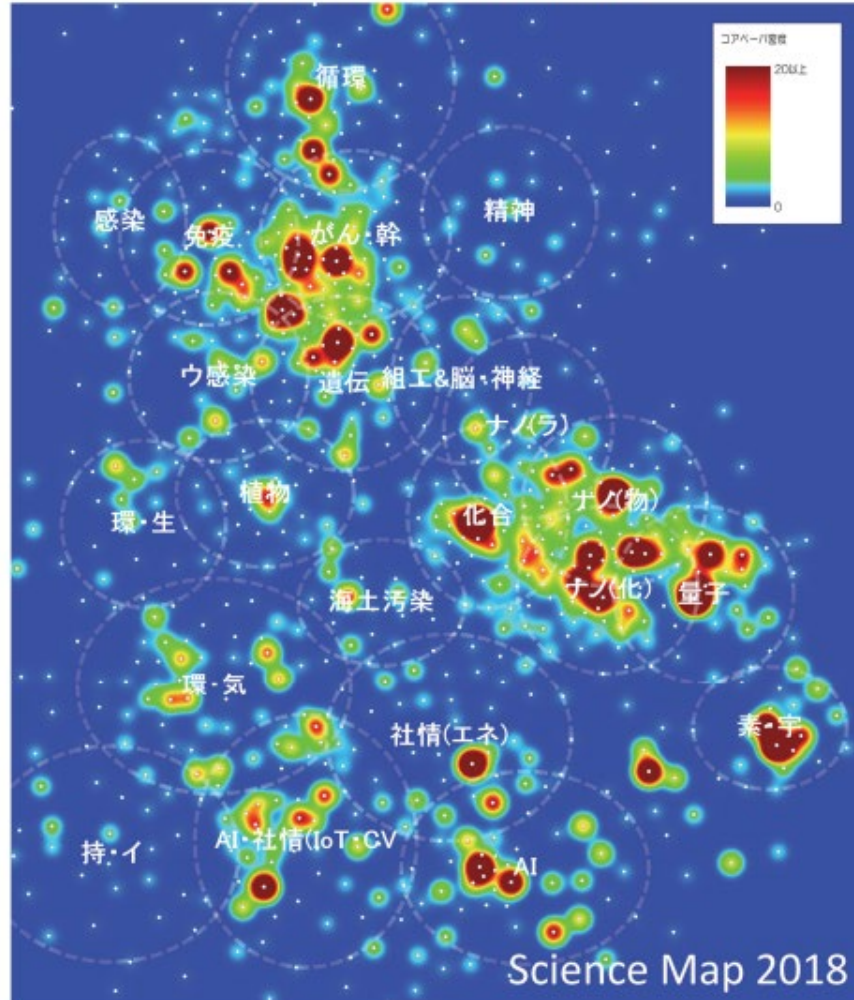 コアペーパ密度
20以上
0
循環
感染
免疫
がん・幹
精神
ウ感染
遺伝
組工&脳・神経
ナノ(ラ)
植物
環・生
化合
ナノ(物)
海土汚染
ナノ(化)
量子
環・気
社情(エネ)
素・宇
持・イ
AI・社情(IoT・CV
AI
Science Map 2018